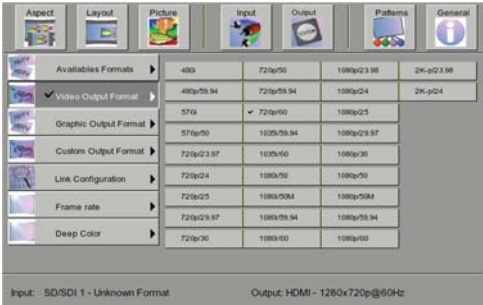 Aspect Layout Picture Input Output Patterns General
Availables Formats
✔ Video Output Format
Graphic Output Format
Custom Output Format
Link Configuration
Frame rate
Deep Color
480i 720p/50 1080p/23.98 2K-p/23.98
480p/59.94 720p/59.94 1080p/24 2K-p/24
576i ✔ 720p/60 1080p/25
576p/50 1035i/59.94 1080p/29.97
720p/23.97 1035i/60 1080p/30
720p/24 1080i/50 1080p/50
720p/25 1080i/50M 1080p/50M
720p/29.97 1080i/59.94 1080p/59.94
720p/30 1080i/60 1080p/60
Input: SD/SDI 1 - Unknown Format Output: HDMI - 1280x720p@60Hz